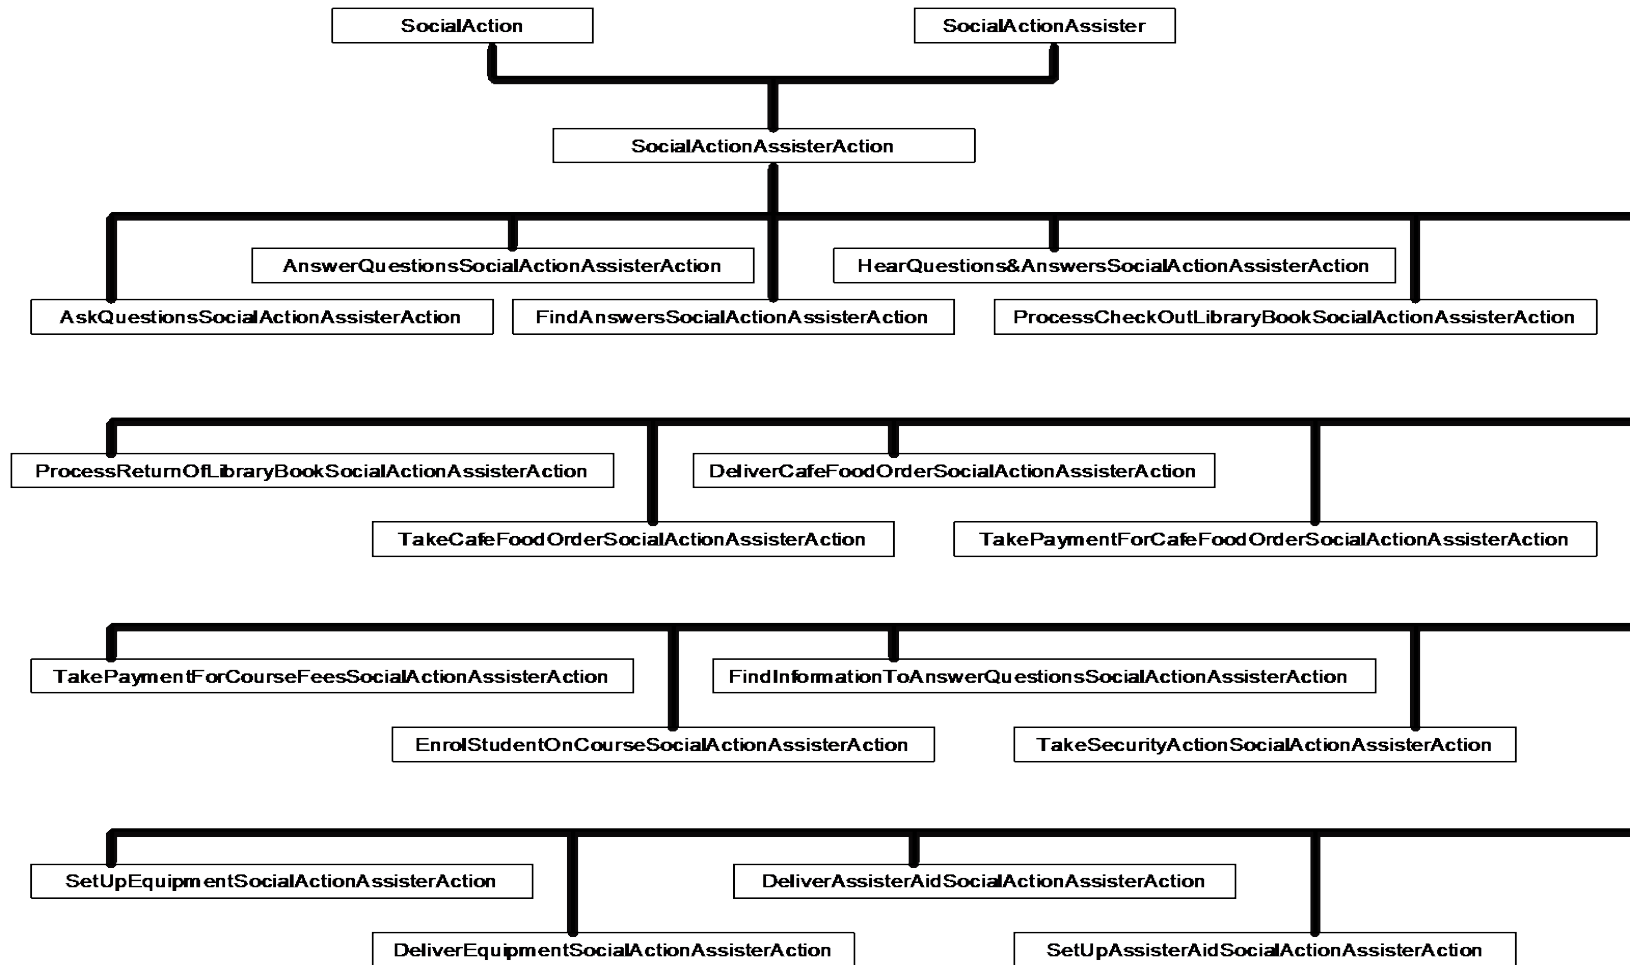 SocialAction
SocialActionAssister
SocialActionAssisterAction
AnswerQuestionsSocialActionAssisterAction
HearQuestions&AnswersSocialActionAssisterAction
AskQuestionsSocialActionAssisterAction
FindAnswersSocialActionAssisterAction
ProcessCheckOutLibraryBookSocialActionAssisterAction
ProcessReturnOfLibraryBookSocialActionAssisterAction
DeliverCafeFoodOrderSocialActionAssisterAction
TakeCafeFoodOrderSocialActionAssisterAction
TakePaymentForCafeFoodOrderSocialActionAssisterAction
TakePaymentForCourseFeesSocialActionAssisterAction
FindInformationToAnswerQuestionsSocialActionAssisterAction
EnrolStudentOnCourseSocialActionAssisterAction
TakeSecurityActionSocialActionAssisterAction
SetUpEquipmentSocialActionAssisterAction
DeliverAssisterAidSocialActionAssisterAction
DeliverEquipmentSocialActionAssisterAction
SetUpAssisterAidSocialActionAssisterAction